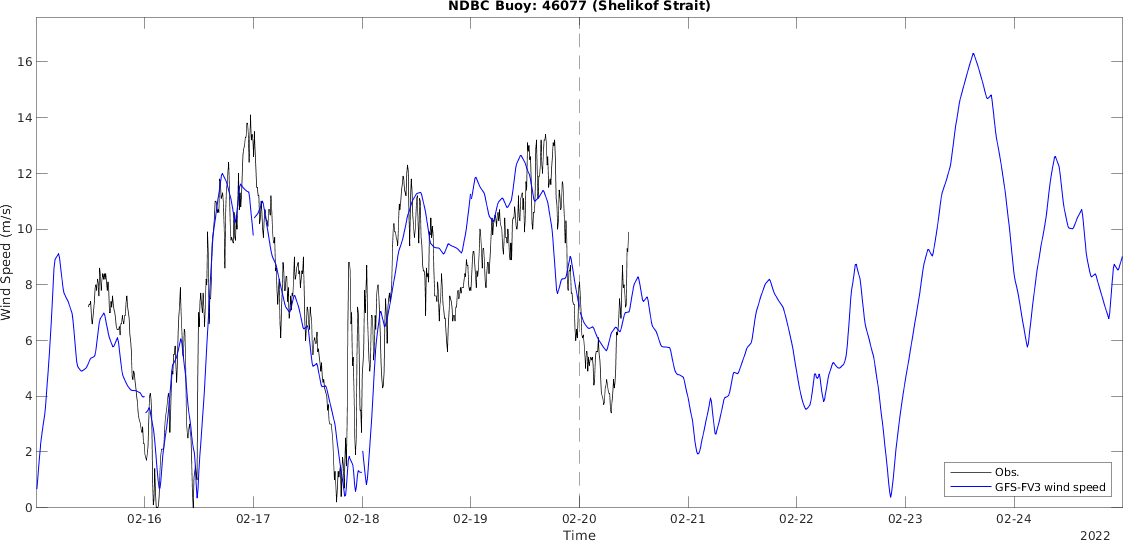 NDBC Buoy: 46077 (Shelikof Strait)
Wind Speed (m/s)
16
14
12
10
8
6
4
2
0
Obs.
GFS-FV3 wind speed
02-16 02-17 02-18 02-19 02-20 02-21 02-22 02-23 02-24
Time
2022